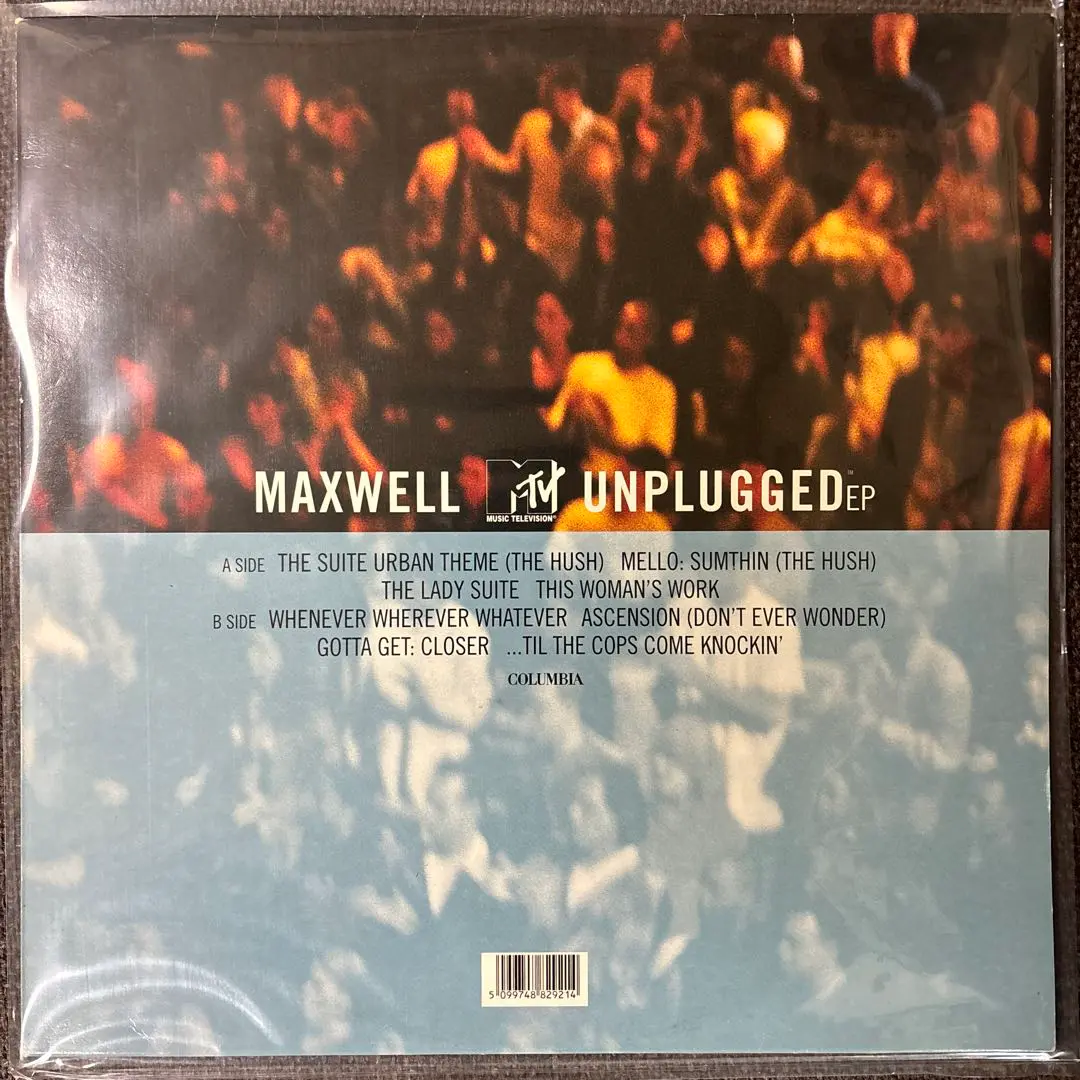 MAXWELL MTV MUSIC TELEVISION® UNPLUGGED™ EP
A SIDE THE SUITE URBAN THEME (THE HUSH) MELLO: SUMTHIN (THE HUSH)
THE LADY SUITE THIS WOMAN'S WORK
B SIDE WHENEVER WHEREVER WHATEVER ASCENSION (DON'T EVER WONDER)
GOTTA GET: CLOSER ...TIL THE COPS COME KNOCKIN'
COLUMBIA
5 099748 829214